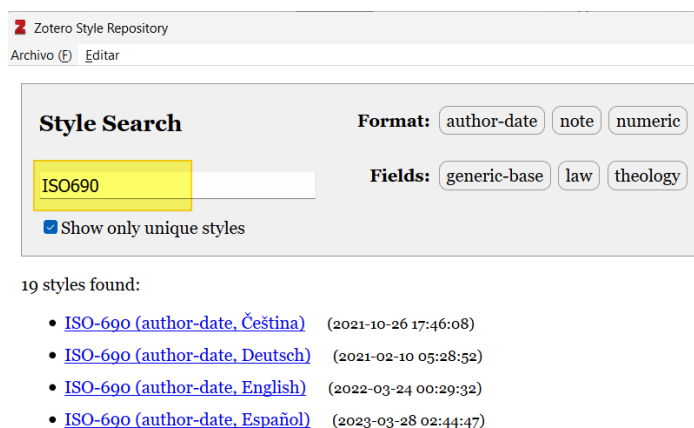 Zotero Style Repository
Archivo (F) Editar
Style Search
Format: author-date note numeric
ISO690
Fields: generic-base law theology
Show only unique styles
19 styles found:
ISO-690 (author-date, Čeština) (2021-10-26 17:46:08)
ISO-690 (author-date, Deutsch) (2021-02-10 05:28:52)
ISO-690 (author-date, English) (2022-03-24 00:29:32)
ISO-690 (author-date, Español) (2023-03-28 02:44:47)